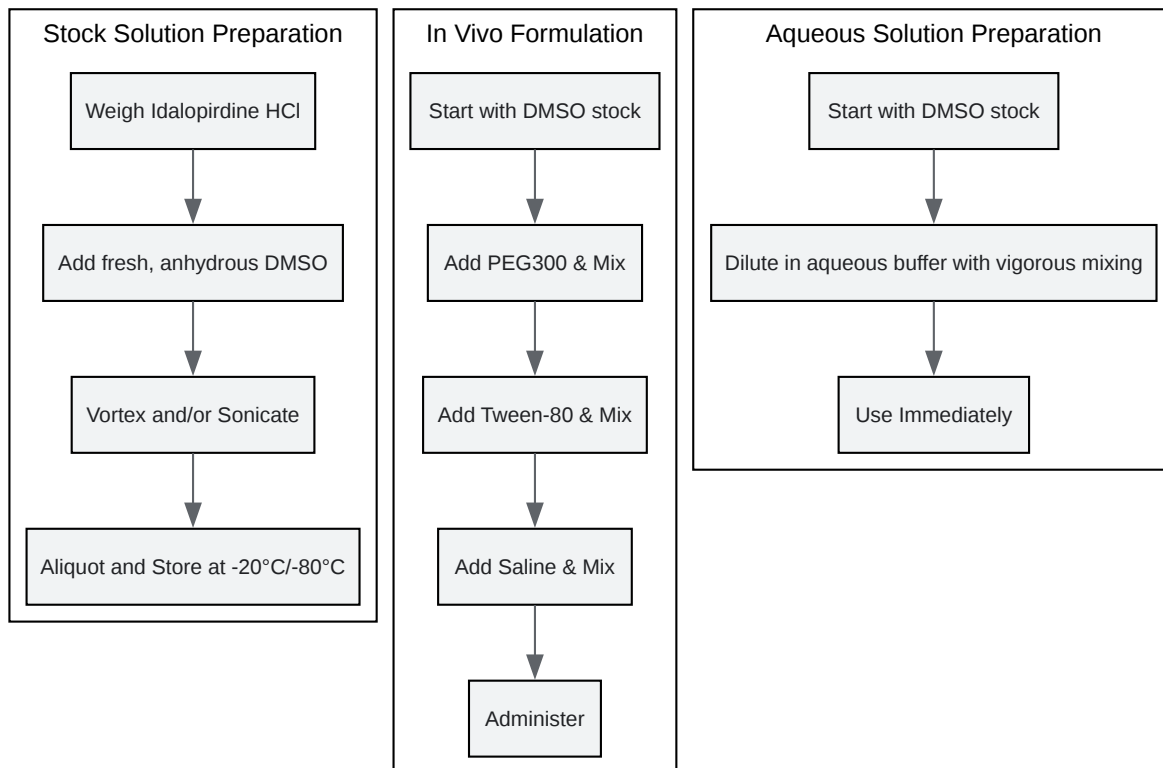 Stock Solution Preparation
Weigh Idalopirdine HCl
Add fresh, anhydrous DMSO
Vortex and/or Sonicate
Aliquot and Store at -20°C/-80°C
In Vivo Formulation
Start with DMSO stock
Add PEG300 & Mix
Add Tween-80 & Mix
Add Saline & Mix
Administer
Aqueous Solution Preparation
Start with DMSO stock
Dilute in aqueous buffer with vigorous mixing
Use Immediately